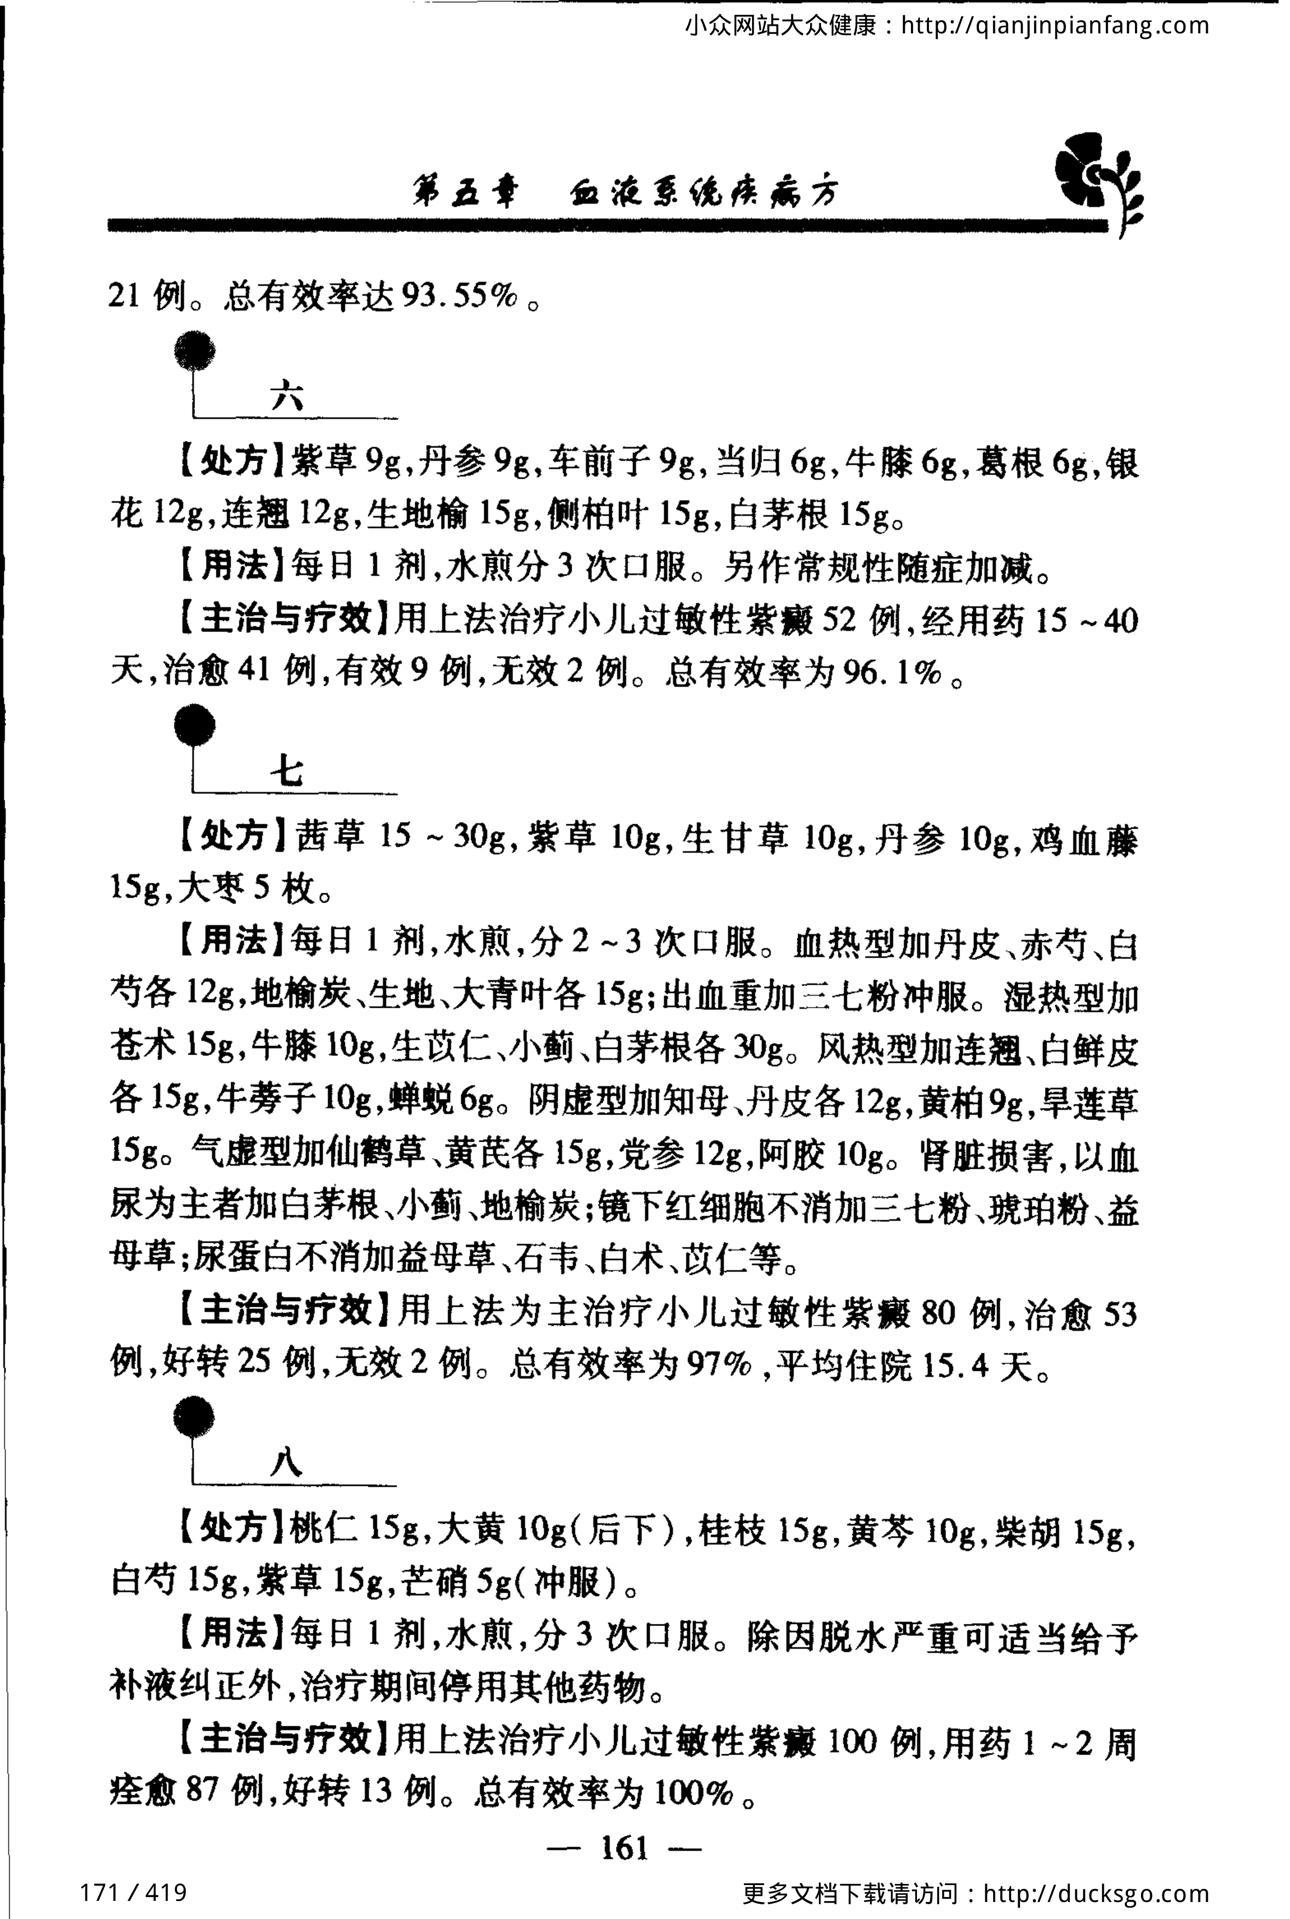 小众网站大众健康：http://qianjinpianfang.com
第五章 血液系统疾病方
21 例。总有效率达 93.55%。
六
【处方】紫草 9g,丹参 9g,车前子 9g,当归 6g,牛膝 6g,葛根 6g,银
花 12g,连翘 12g,生地榆 15g,侧柏叶 15g,白茅根 15g。
【用法】每日 1 剂,水煎分 3 次口服。另作常规性随症加减。
【主治与疗效】用上法治疗小儿过敏性紫癜 52 例,经用药 15 ~ 40
天,治愈 41 例,有效 9 例,无效 2 例。总有效率为 96.1%。
七
【处方】茜草 15 ~ 30g,紫草 10g,生甘草 10g,丹参 10g,鸡血藤
15g,大枣 5 枚。
【用法】每日 1 剂,水煎,分 2 ~ 3 次口服。血热型加丹皮、赤芍、白
芍各 12g,地榆炭、生地、大青叶各 15g;出血重加三七粉冲服。湿热型加
苍术 15g,牛膝 10g,生苡仁、小蓟、白茅根各 30g。风热型加连翘、白鲜皮
各 15g,牛蒡子 10g,蝉蜕 6g。阴虚型加知母、丹皮各 12g,黄柏 9g,旱莲草
15g。气虚型加仙鹤草、黄芪各 15g,党参 12g,阿胶 10g。肾脏损害,以血
尿为主者加白茅根、小蓟、地榆炭;镜下红细胞不消加三七粉、琥珀粉、益
母草;尿蛋白不消加益母草、石韦、白术、苡仁等。
【主治与疗效】用上法为主治疗小儿过敏性紫癜 80 例,治愈 53
例,好转 25 例,无效 2 例。总有效率为 97%,平均住院 15.4 天。
八
【处方】桃仁 15g,大黄 10g(后下),桂枝 15g,黄芩 10g,柴胡 15g,
白芍 15g,紫草 15g,芒硝 5g(冲服)。
【用法】每日 1 剂,水煎,分 3 次口服。除因脱水严重可适当给予
补液纠正外,治疗期间停用其他药物。
【主治与疗效】用上法治疗小儿过敏性紫癜 100 例,用药 1 ~ 2 周
痊愈 87 例,好转 13 例。总有效率为 100%。
— 161 —
171 / 419
更多文档下载请访问：http://ducksgo.com